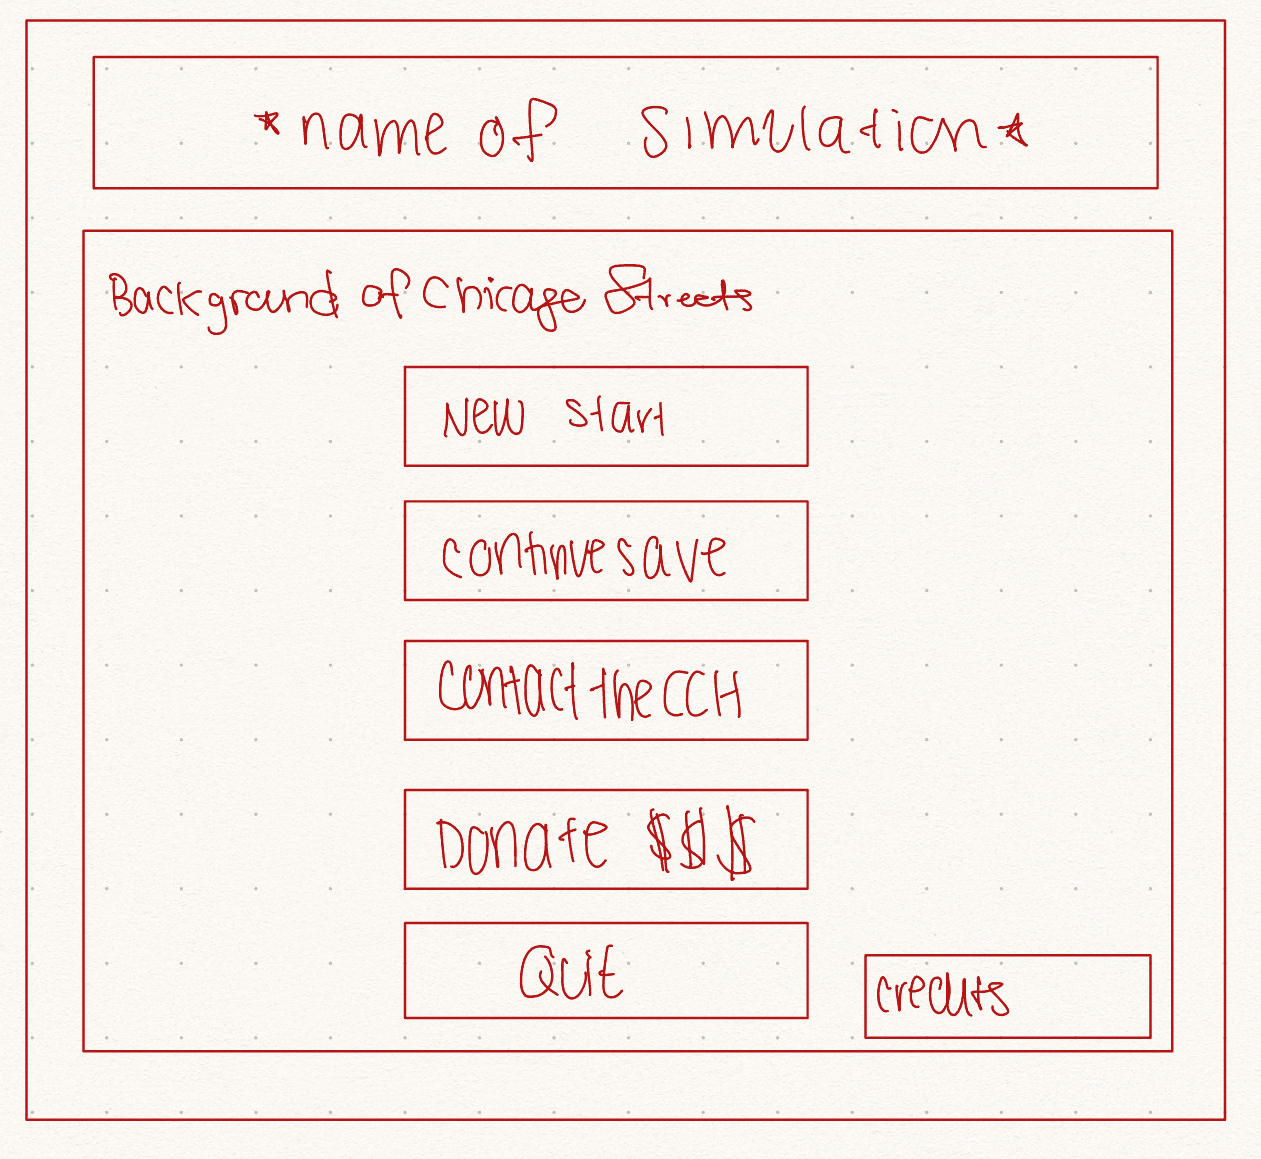 *name of Simulation*
Background of Chicago Streets
New Start
continue save
contact the CCH
Donate $$$
Quit
credits